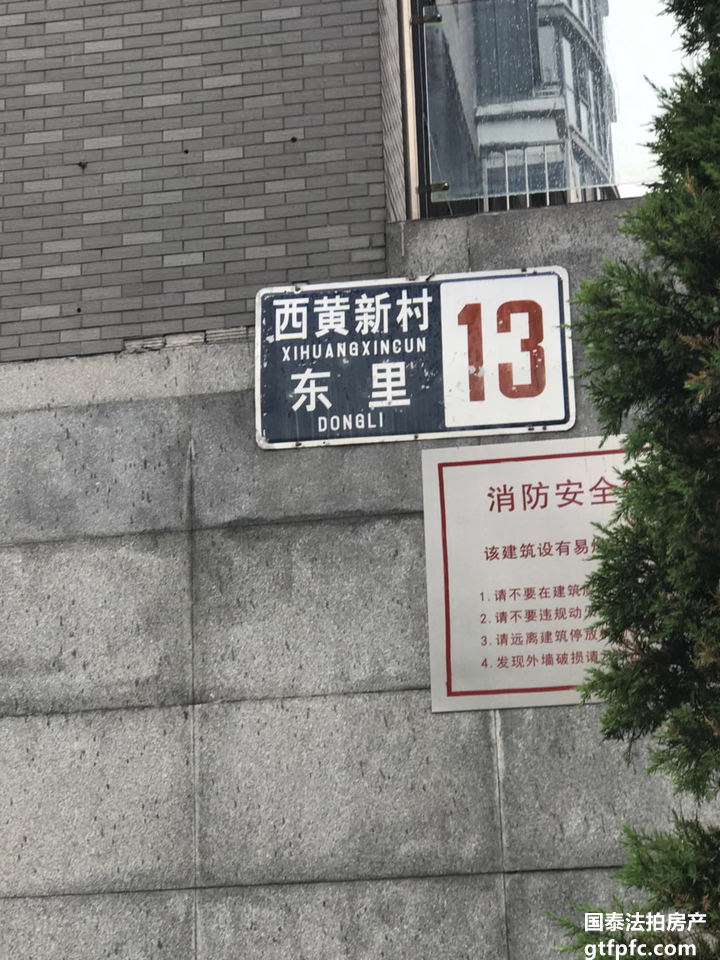 西黄新村
XIHUANGXINCUN
东里
DONGLI
13
消防安全
该建筑设有易
1.请不要在建筑
2.请不要违规动
3.请远离建筑停放
4.发现外墙破损请
国泰法拍房产
gtfpfc.com